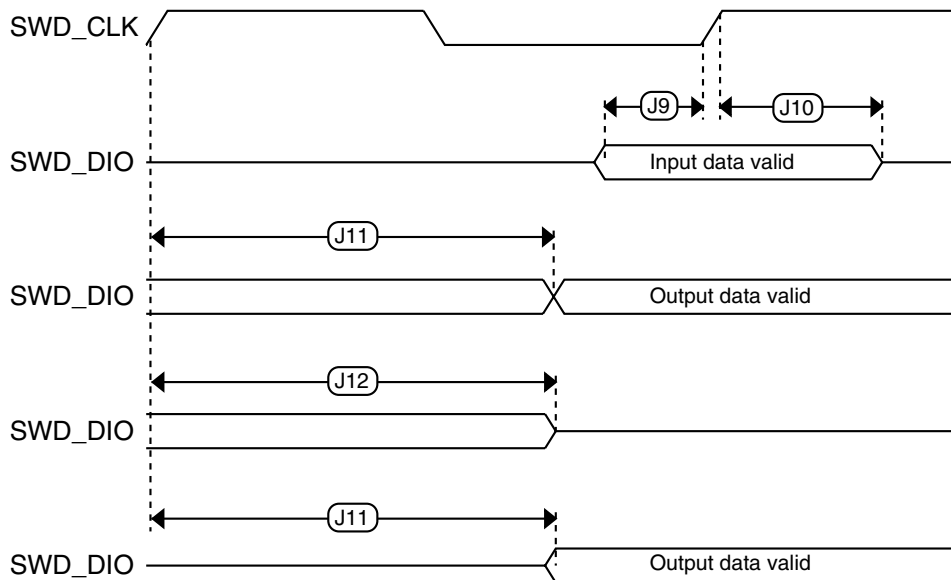 SWD_CLK
J9
J10
SWD_DIO
Input data valid
J11
SWD_DIO
Output data valid
J12
SWD_DIO
J11
SWD_DIO
Output data valid